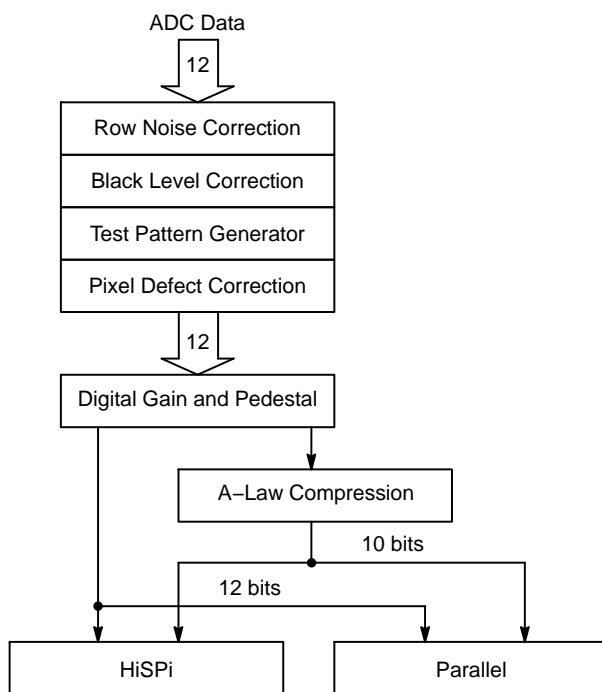 ADC Data
12
Row Noise Correction
Black Level Correction
Test Pattern Generator
Pixel Defect Correction
12
Digital Gain and Pedestal
A−Law Compression
10 bits
12 bits
HiSPi
Parallel